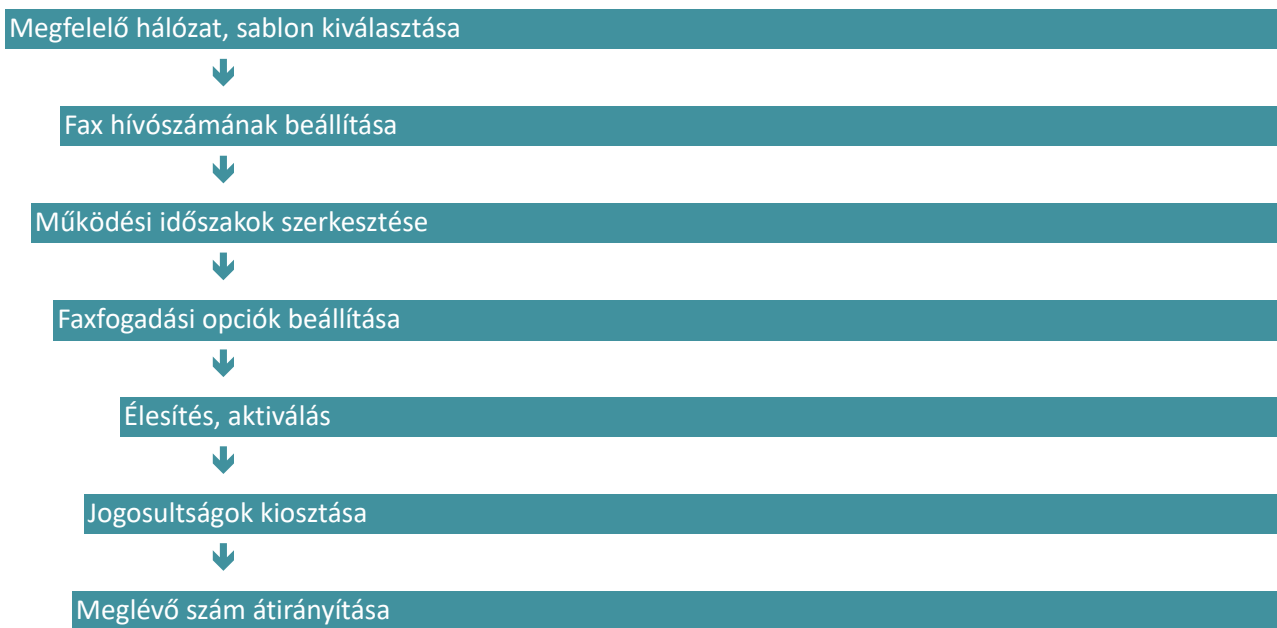 Megfelelő hálózat, sablon kiválasztása
Fax hívószámának beállítása
Működési időszakok szerkesztése
Faxfogadási opciók beállítása
Élesítés, aktiválás
Jogosultságok kiosztása
Meglévő szám átirányítása